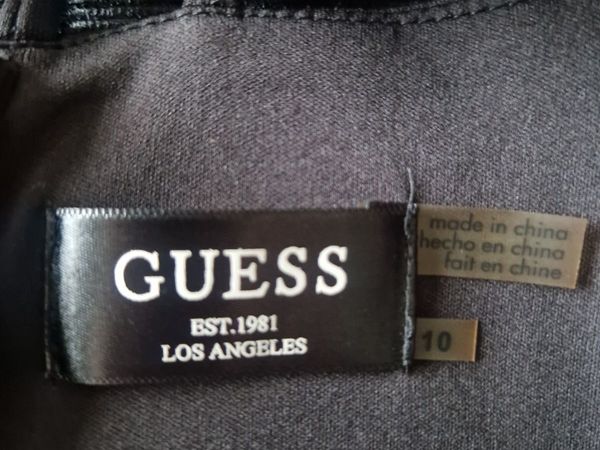 GUESS
EST.1981
LOS ANGELES
made in china
hecho en china
fait en chine
10